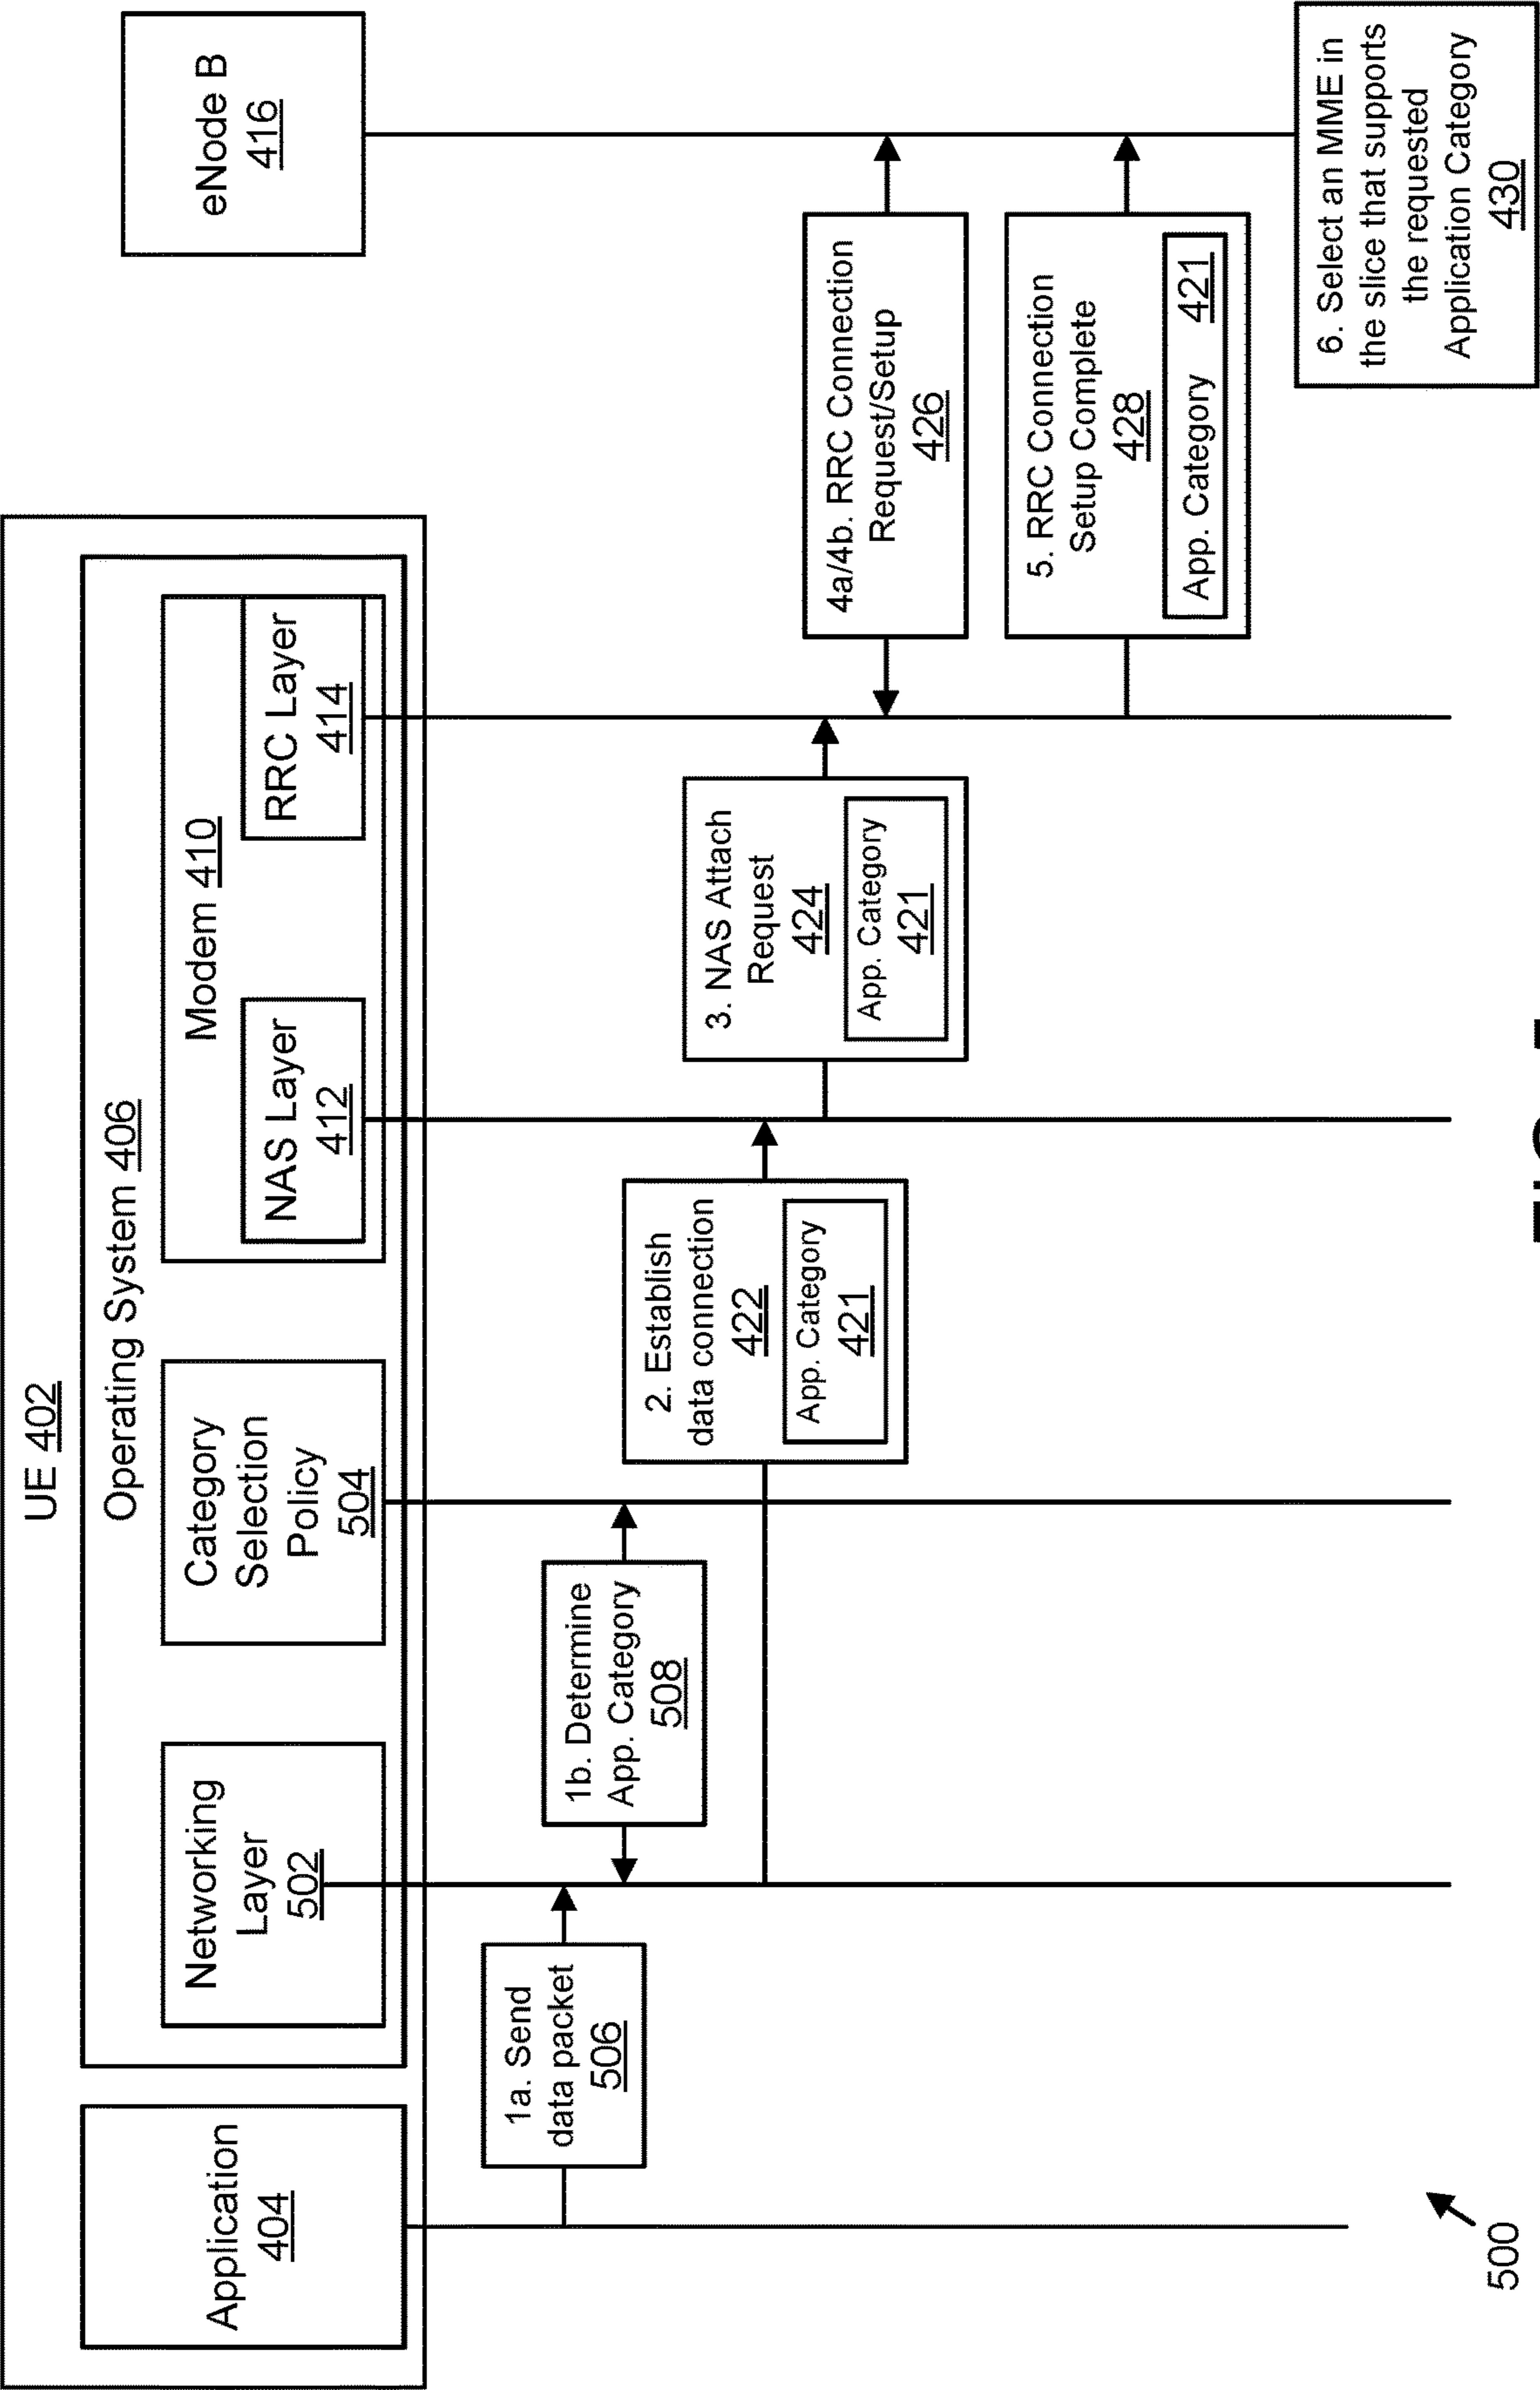 UE 402
Operating System 406
Application
404
Networking
Layer
502
Category
Selection
Policy
504
Modem 410
NAS Layer
412
RRC Layer
414
eNode B
416
1a. Send
data packet
506
1b. Determine
App. Category
508
2. Establish
data connection
422
App. Category
421
3. NAS Attach
Request
424
App. Category
421
4a/4b. RRC Connection
Request/Setup
426
5. RRC Connection
Setup Complete
428
App. Category 421
6. Select an MME in
the slice that supports
the requested
Application Category
430
500